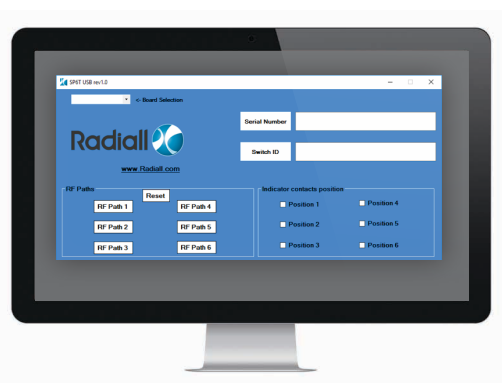 SP6T USB rev1.0
<- Board Selection
Serial Number
Radiall
Switch ID
www.Radiall.com
RF Paths
Reset
RF Path 1
RF Path 4
RF Path 2
RF Path 5
RF Path 3
RF Path 6
Indicator contacts position
Position 1
Position 4
Position 2
Position 5
Position 3
Position 6